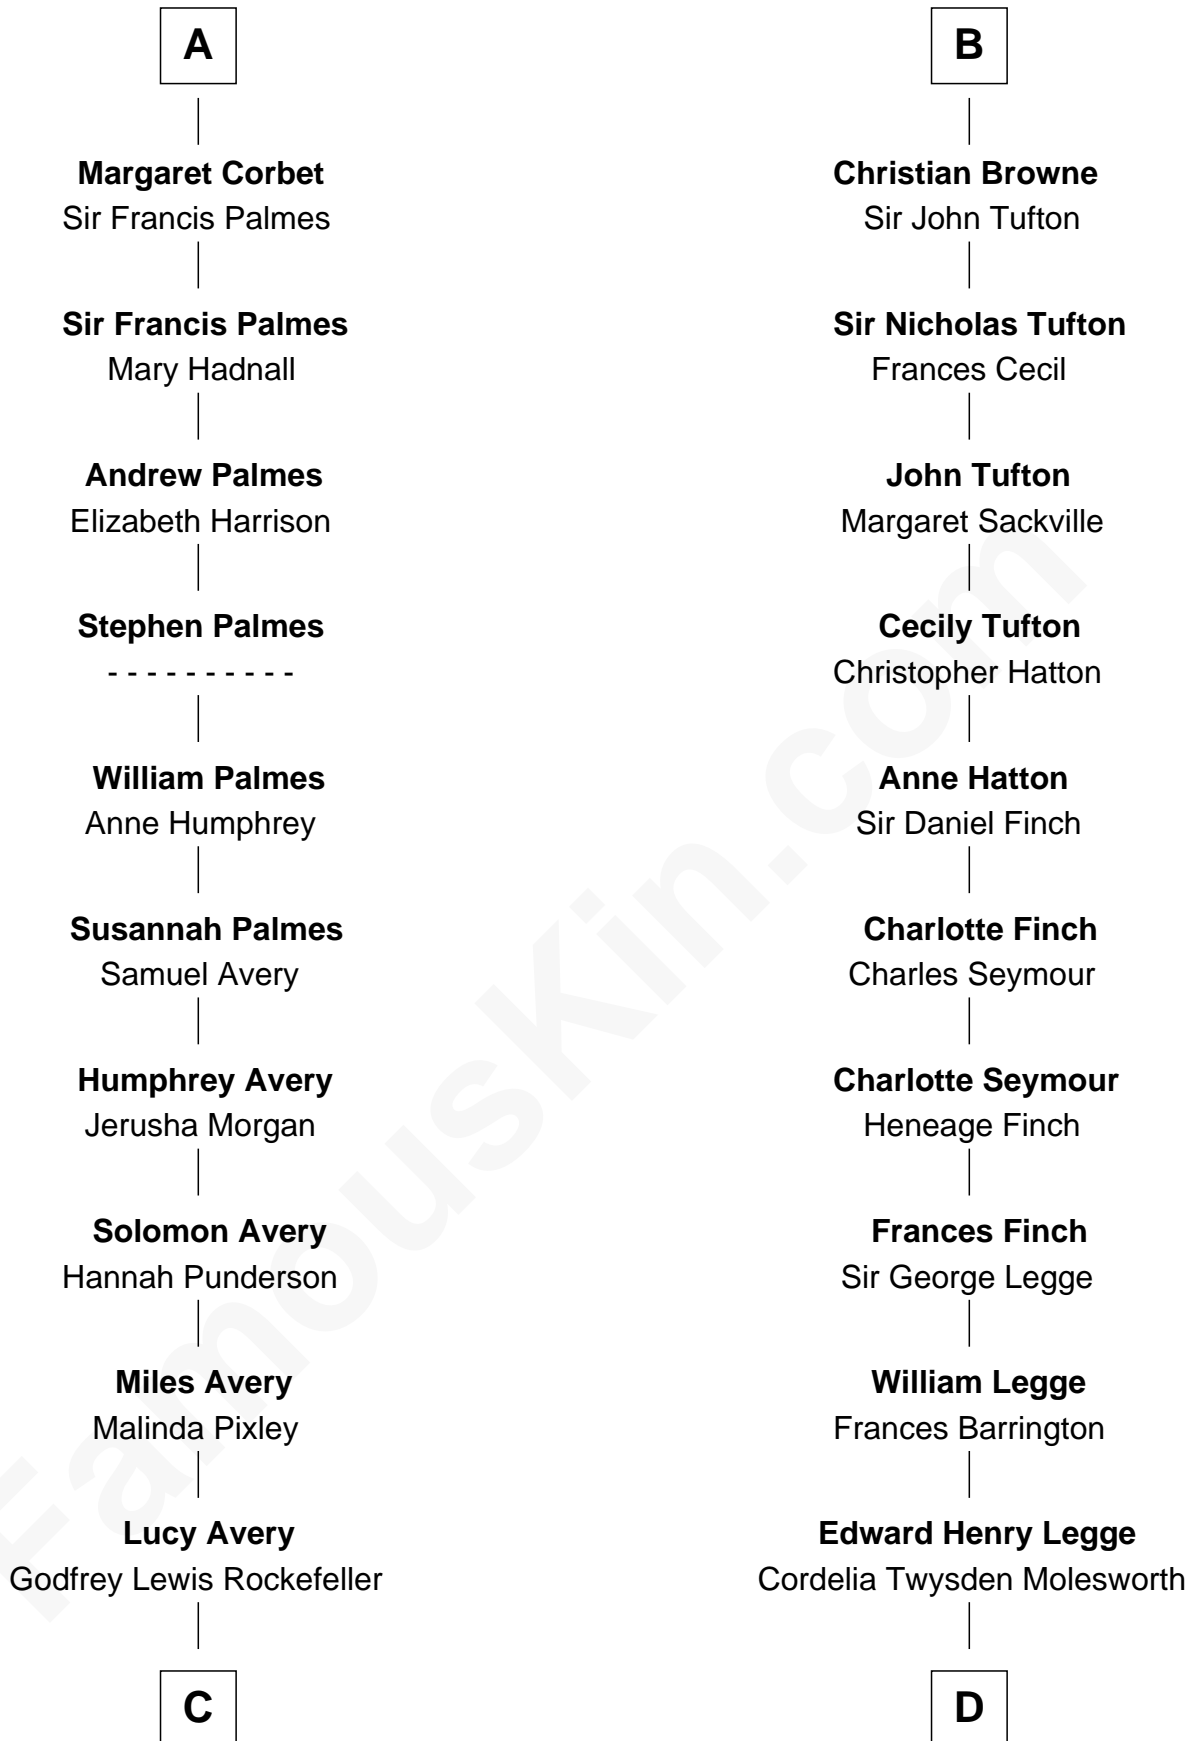 A
Margaret Corbet
Sir Francis Palmes
Sir Francis Palmes
Mary Hadnall
Andrew Palmes
Elizabeth Harrison
Stephen Palmes
- - - - - - - - - -
William Palmes
Anne Humphrey
Susannah Palmes
Samuel Avery
Humphrey Avery
Jerusha Morgan
Solomon Avery
Hannah Punderson
Miles Avery
Malinda Pixley
Lucy Avery
Godfrey Lewis Rockefeller
C
B
Christian Browne
Sir John Tufton
Sir Nicholas Tufton
Frances Cecil
John Tufton
Margaret Sackville
Cecily Tufton
Christopher Hatton
Anne Hatton
Sir Daniel Finch
Charlotte Finch
Charles Seymour
Charlotte Seymour
Heneage Finch
Frances Finch
Sir George Legge
William Legge
Frances Barrington
Edward Henry Legge
Cordelia Twysden Molesworth
D
FamousKin.com